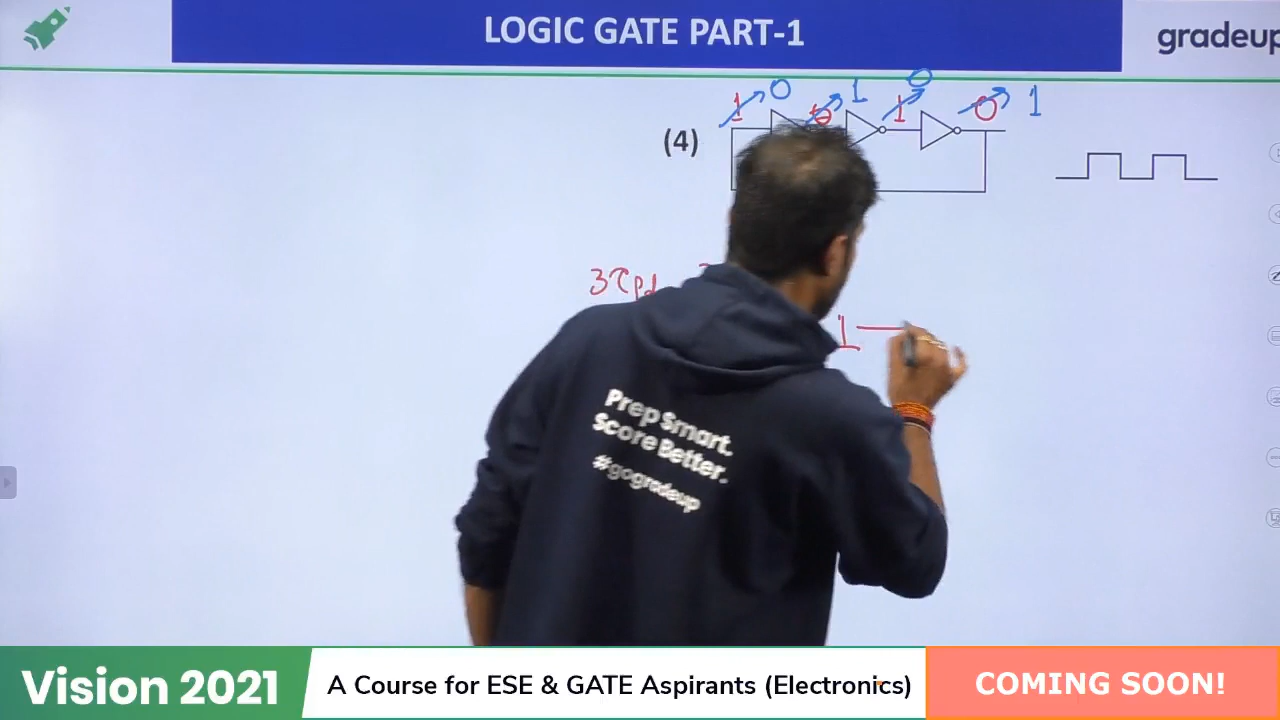 LOGIC GATE PART-1
gradeup
1 0 0 1 1 0 0 1
(4)
3τpd
1
Prep Smart.
Score Better.
#gogradeup
Vision 2021
A Course for ESE & GATE Aspirants (Electronics)
COMING SOON!